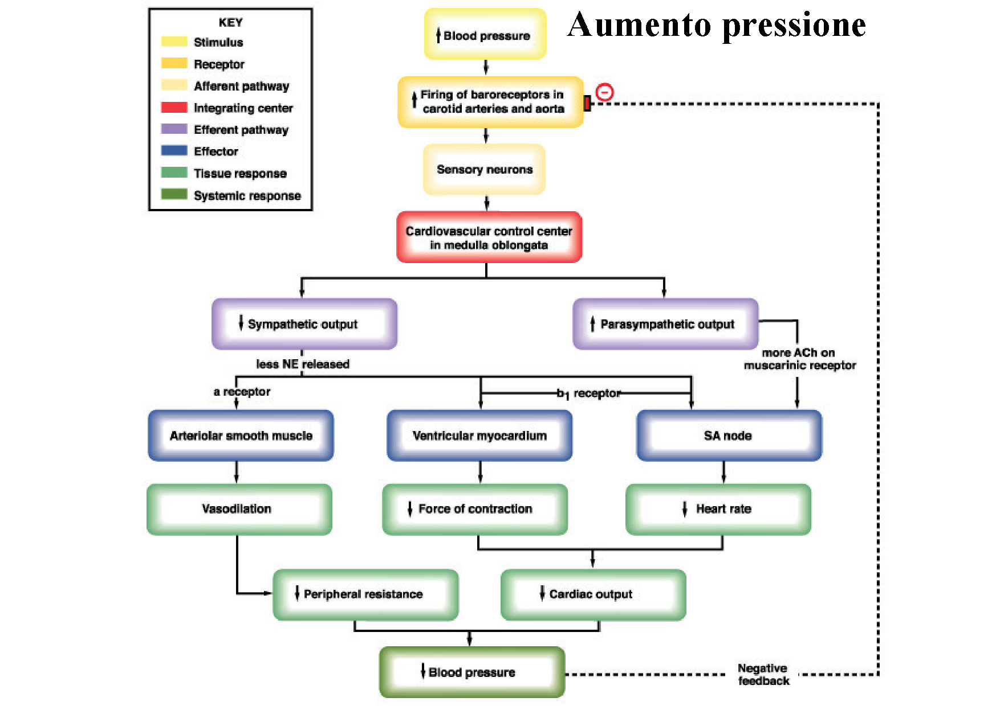 Aumento pressione
KEY
Stimulus
Receptor
Afferent pathway
Integrating center
Efferent pathway
Effector
Tissue response
Systemic response
↑ Blood pressure
↑ Firing of baroreceptors in
carotid arteries and aorta
−
Sensory neurons
Cardiovascular control center
in medulla oblongata
↓ Sympathetic output
↑ Parasympathetic output
less NE released
more ACh on
muscarinic receptor
a receptor
b1 receptor
Arteriolar smooth muscle
Ventricular myocardium
SA node
Vasodilation
↓ Force of contraction
↓ Heart rate
↓ Peripheral resistance
↓ Cardiac output
↓ Blood pressure
Negative
feedback